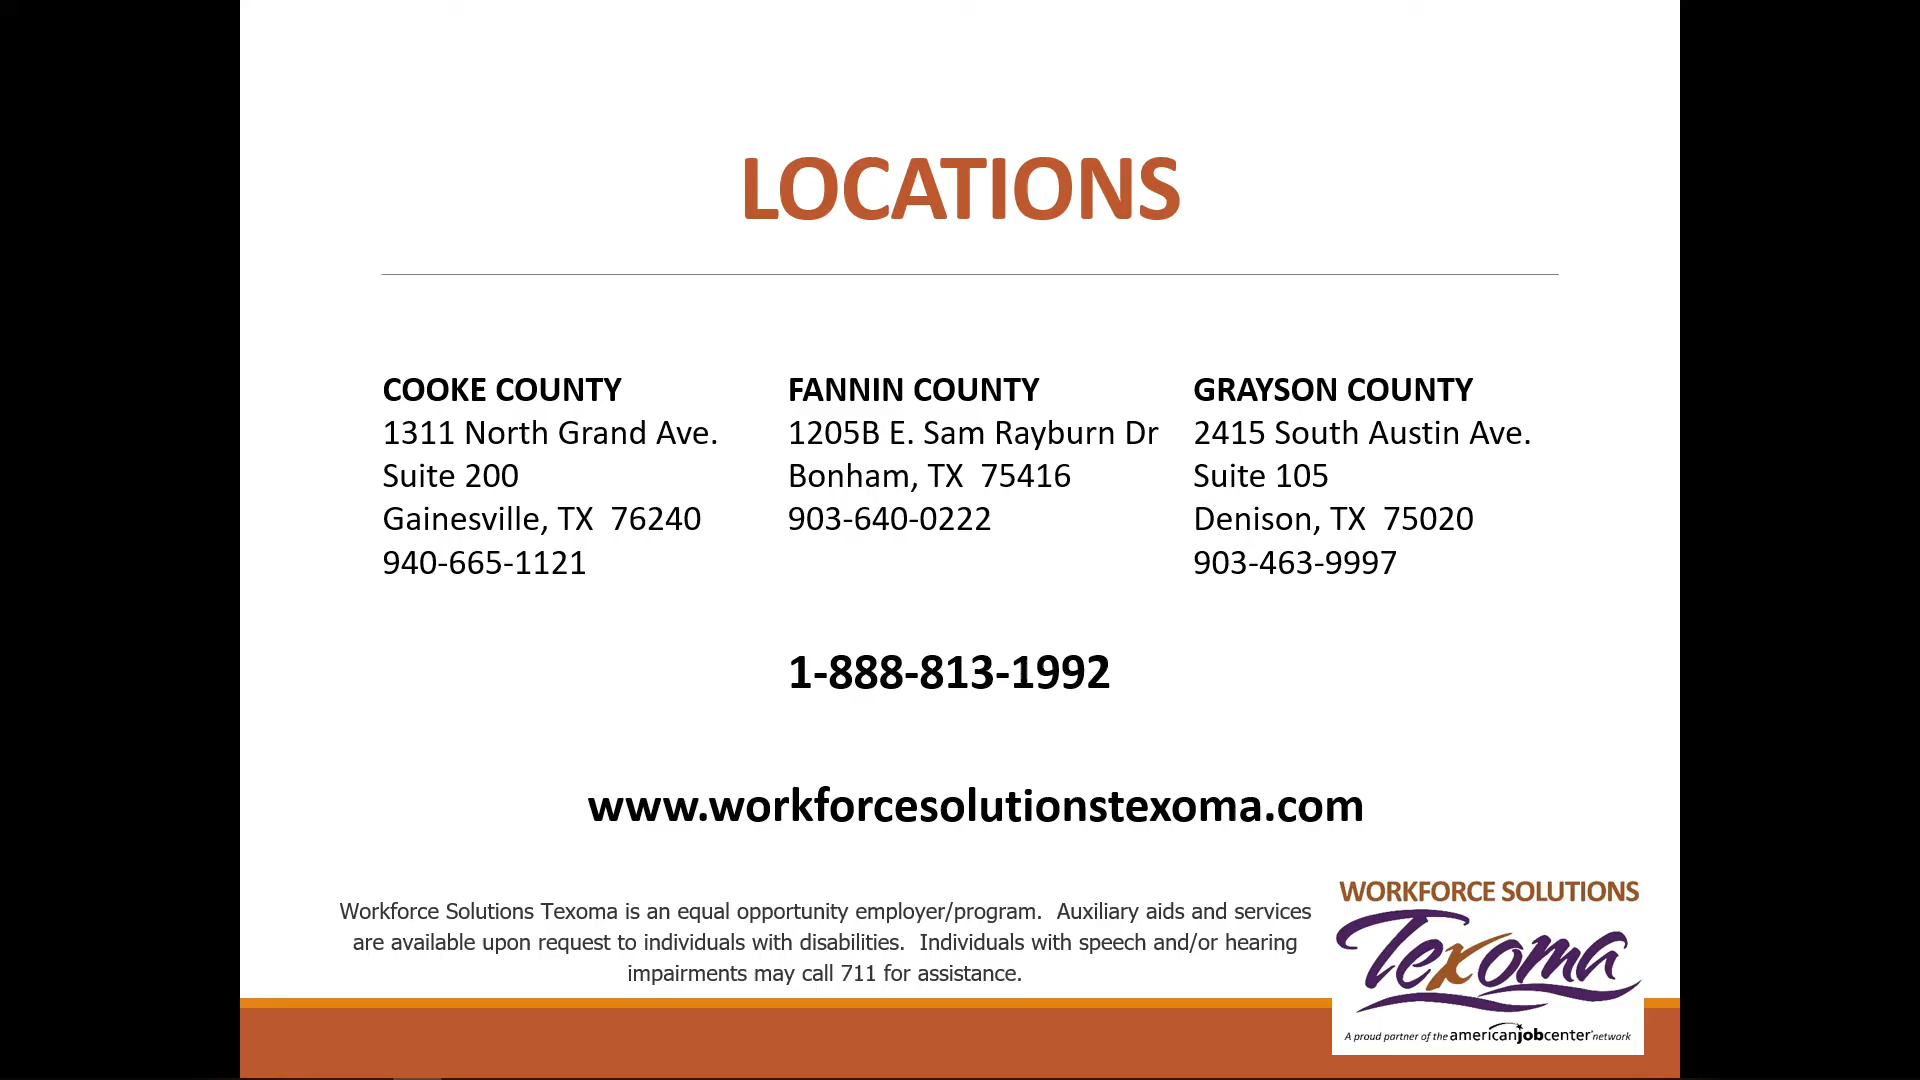 LOCATIONS
COOKE COUNTY
1311 North Grand Ave.
Suite 200
Gainesville, TX  76240
940-665-1121
FANNIN COUNTY
1205B E. Sam Rayburn Dr
Bonham, TX  75416
903-640-0222
GRAYSON COUNTY
2415 South Austin Ave.
Suite 105
Denison, TX  75020
903-463-9997
1-888-813-1992
www.workforcesolutionstexoma.com
Workforce Solutions Texoma is an equal opportunity employer/program.  Auxiliary aids and services
are available upon request to individuals with disabilities.  Individuals with speech and/or hearing
impairments may call 711 for assistance.
WORKFORCE SOLUTIONS
Texoma
A proud partner of the americanjobcenter network